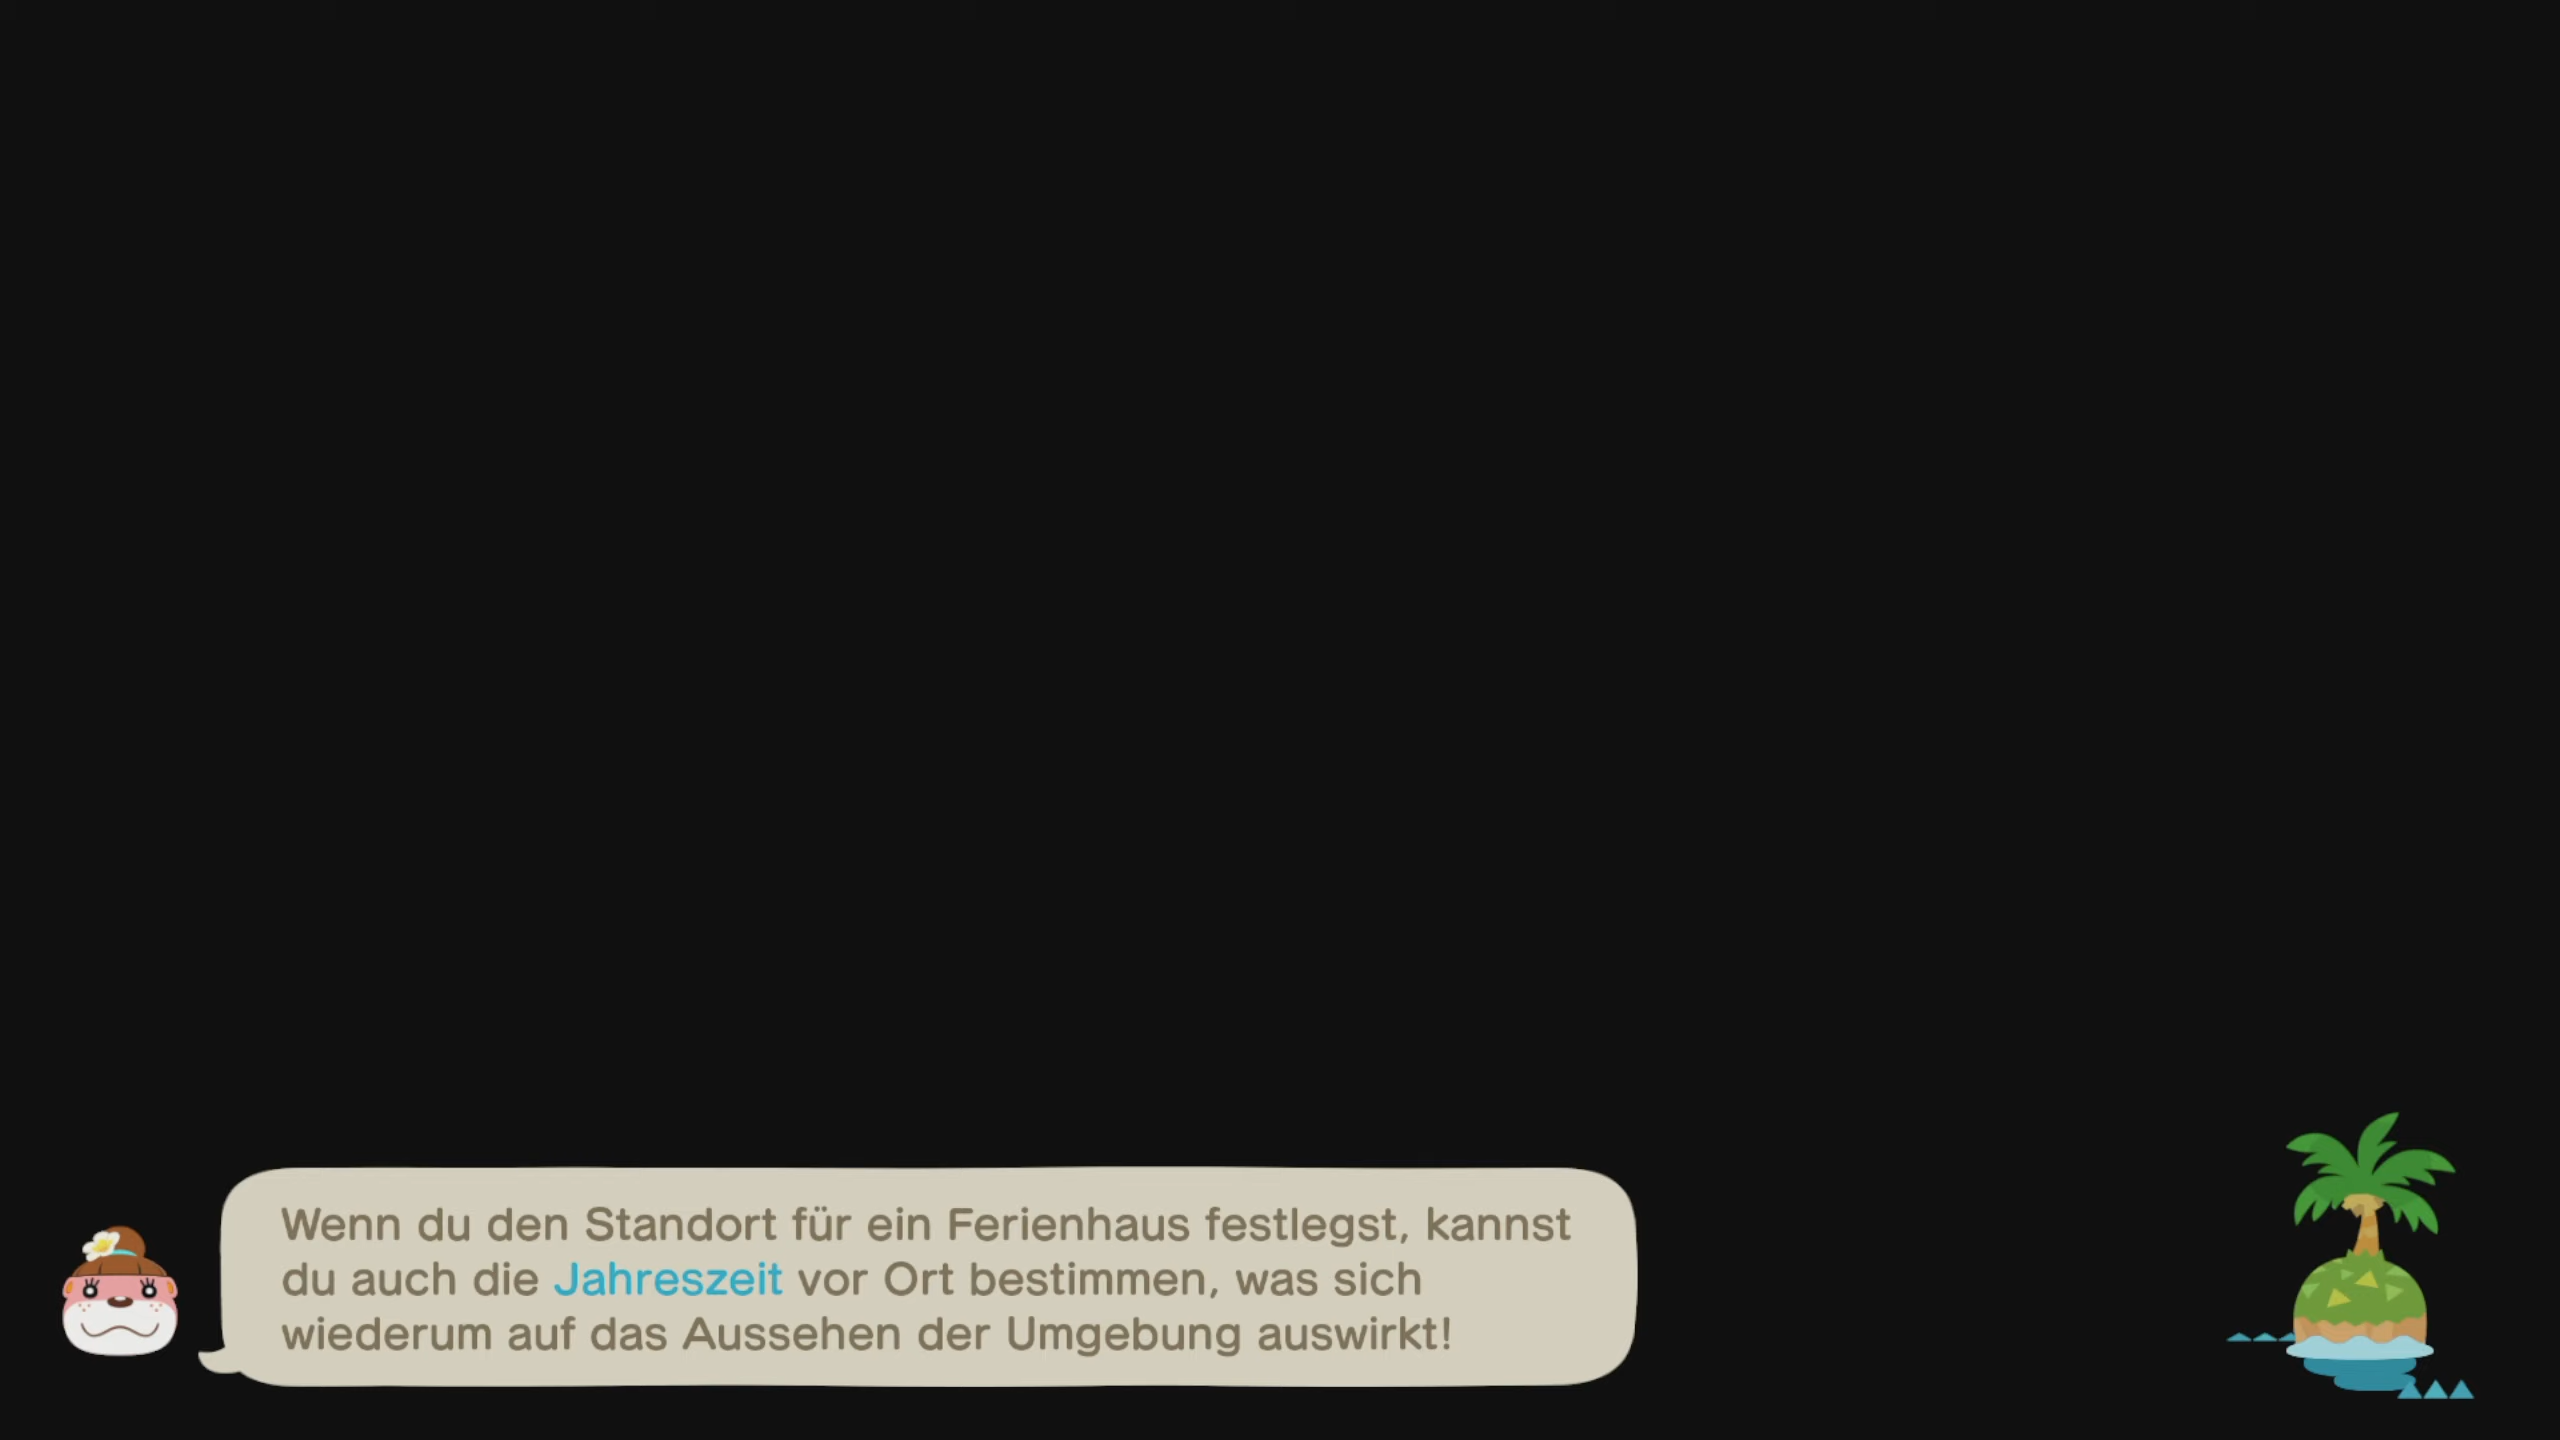 Wenn du den Standort für ein Ferienhaus festlegst, kannst
du auch die Jahreszeit vor Ort bestimmen, was sich
wiederum auf das Aussehen der Umgebung auswirkt!